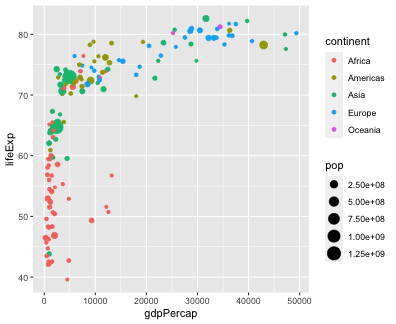 80
70
60
50
40
lifeExp
0
10000
20000
30000
40000
50000
gdpPercap
continent
Africa
Americas
Asia
Europe
Oceania
pop
2.50e+08
5.00e+08
7.50e+08
1.00e+09
1.25e+09